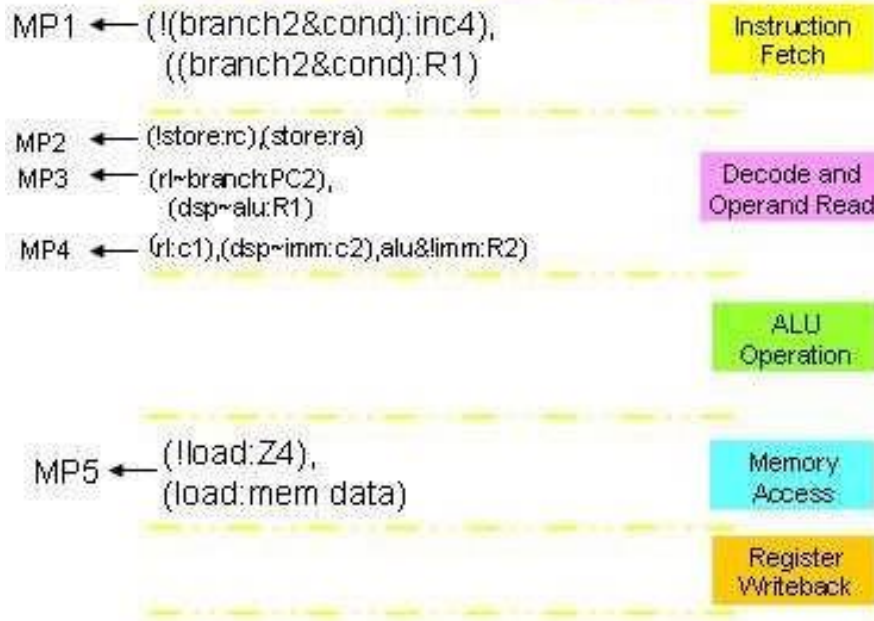 MP1 ← (!(branch2&cond):inc4),
((branch2&cond):R1)
Instruction
Fetch
MP2 ← (!store:rc),(store:ra)
MP3 ← (rl~branch:PC2),
(dsp~alu:R1)
Decode and
Operand Read
MP4 ← (rl:c1),(dsp~imm:c2),alu&!imm:R2)
ALU
Operation
MP5 ← (!load:Z4),
(load:mem data)
Memory
Access
Register
Writeback